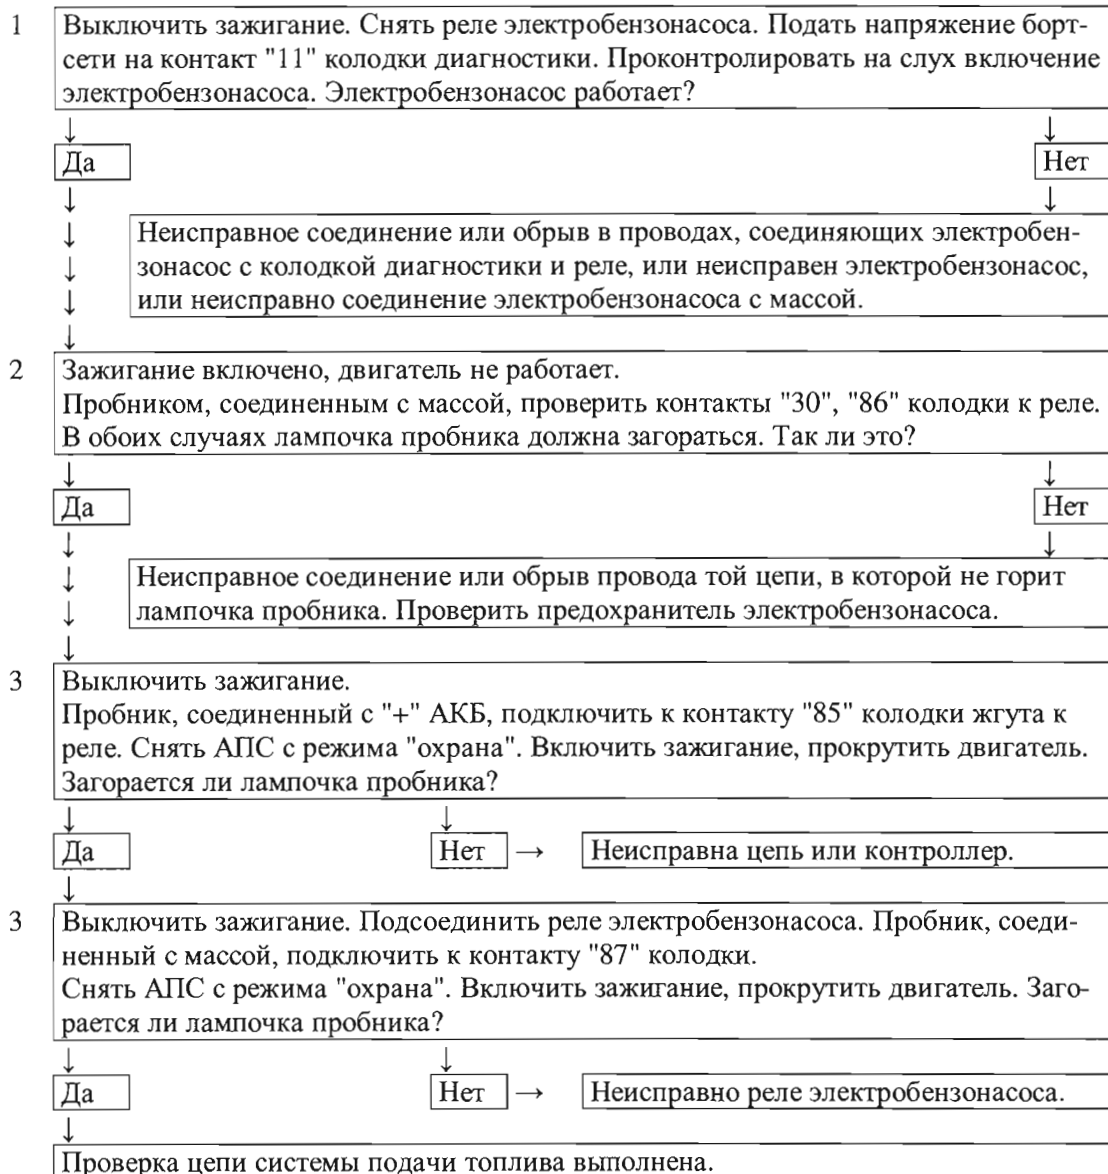 1 Выключить зажигание. Снять реле электробензонасоса. Подать напряжение борт-
сети на контакт "11" колодки диагностики. Проконтролировать на слух включение
электробензонасоса. Электробензонасос работает?
↓ ↓
Да Нет
↓ ↓
↓ Неисправное соединение или обрыв в проводах, соединяющих электробен-
↓ зонасос с колодкой диагностики и реле, или неисправен электробензонасос,
↓ или неисправно соединение электробензонасоса с массой.
↓
2 Зажигание включено, двигатель не работает.
Пробником, соединенным с массой, проверить контакты "30", "86" колодки к реле.
В обоих случаях лампочка пробника должна загораться. Так ли это?
↓ ↓
Да Нет
↓ ↓
↓ Неисправное соединение или обрыв провода той цепи, в которой не горит
↓ лампочка пробника. Проверить предохранитель электробензонасоса.
↓
3 Выключить зажигание.
Пробник, соединенный с "+" АКБ, подключить к контакту "85" колодки жгута к
реле. Снять АПС с режима "охрана". Включить зажигание, прокрутить двигатель.
Загорается ли лампочка пробника?
↓ ↓
Да Нет → Неисправна цепь или контроллер.
↓
3 Выключить зажигание. Подсоединить реле электробензонасоса. Пробник, соеди-
ненный с массой, подключить к контакту "87" колодки.
Снять АПС с режима "охрана". Включить зажигание, прокрутить двигатель. Заго-
рается ли лампочка пробника?
↓ ↓
Да Нет → Неисправно реле электробензонасоса.
↓
Проверка цепи системы подачи топлива выполнена.